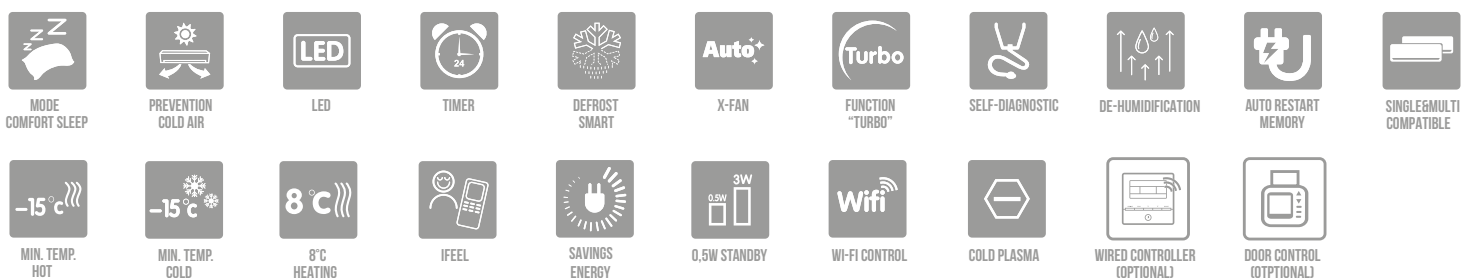 Z Z Z
LED
24
Auto
Turbo
MODE
COMFORT SLEEP
PREVENTION
COLD AIR
LED
TIMER
DEFROST
SMART
X-FAN
FUNCTION
“TURBO”
SELF-DIAGNOSTIC
DE-HUMIDIFICATION
AUTO RESTART
MEMORY
SINGLE&MULTI
COMPATIBLE
–15°c
–15°c
8°C
0.5W
3W
Wifi
MIN. TEMP.
HOT
MIN. TEMP.
COLD
8°C
HEATING
IFEEL
SAVINGS
ENERGY
0,5W STANDBY
WI-FI CONTROL
COLD PLASMA
WIRED CONTROLLER
(OPTIONAL)
DOOR CONTROL
(OTPTIONAL)